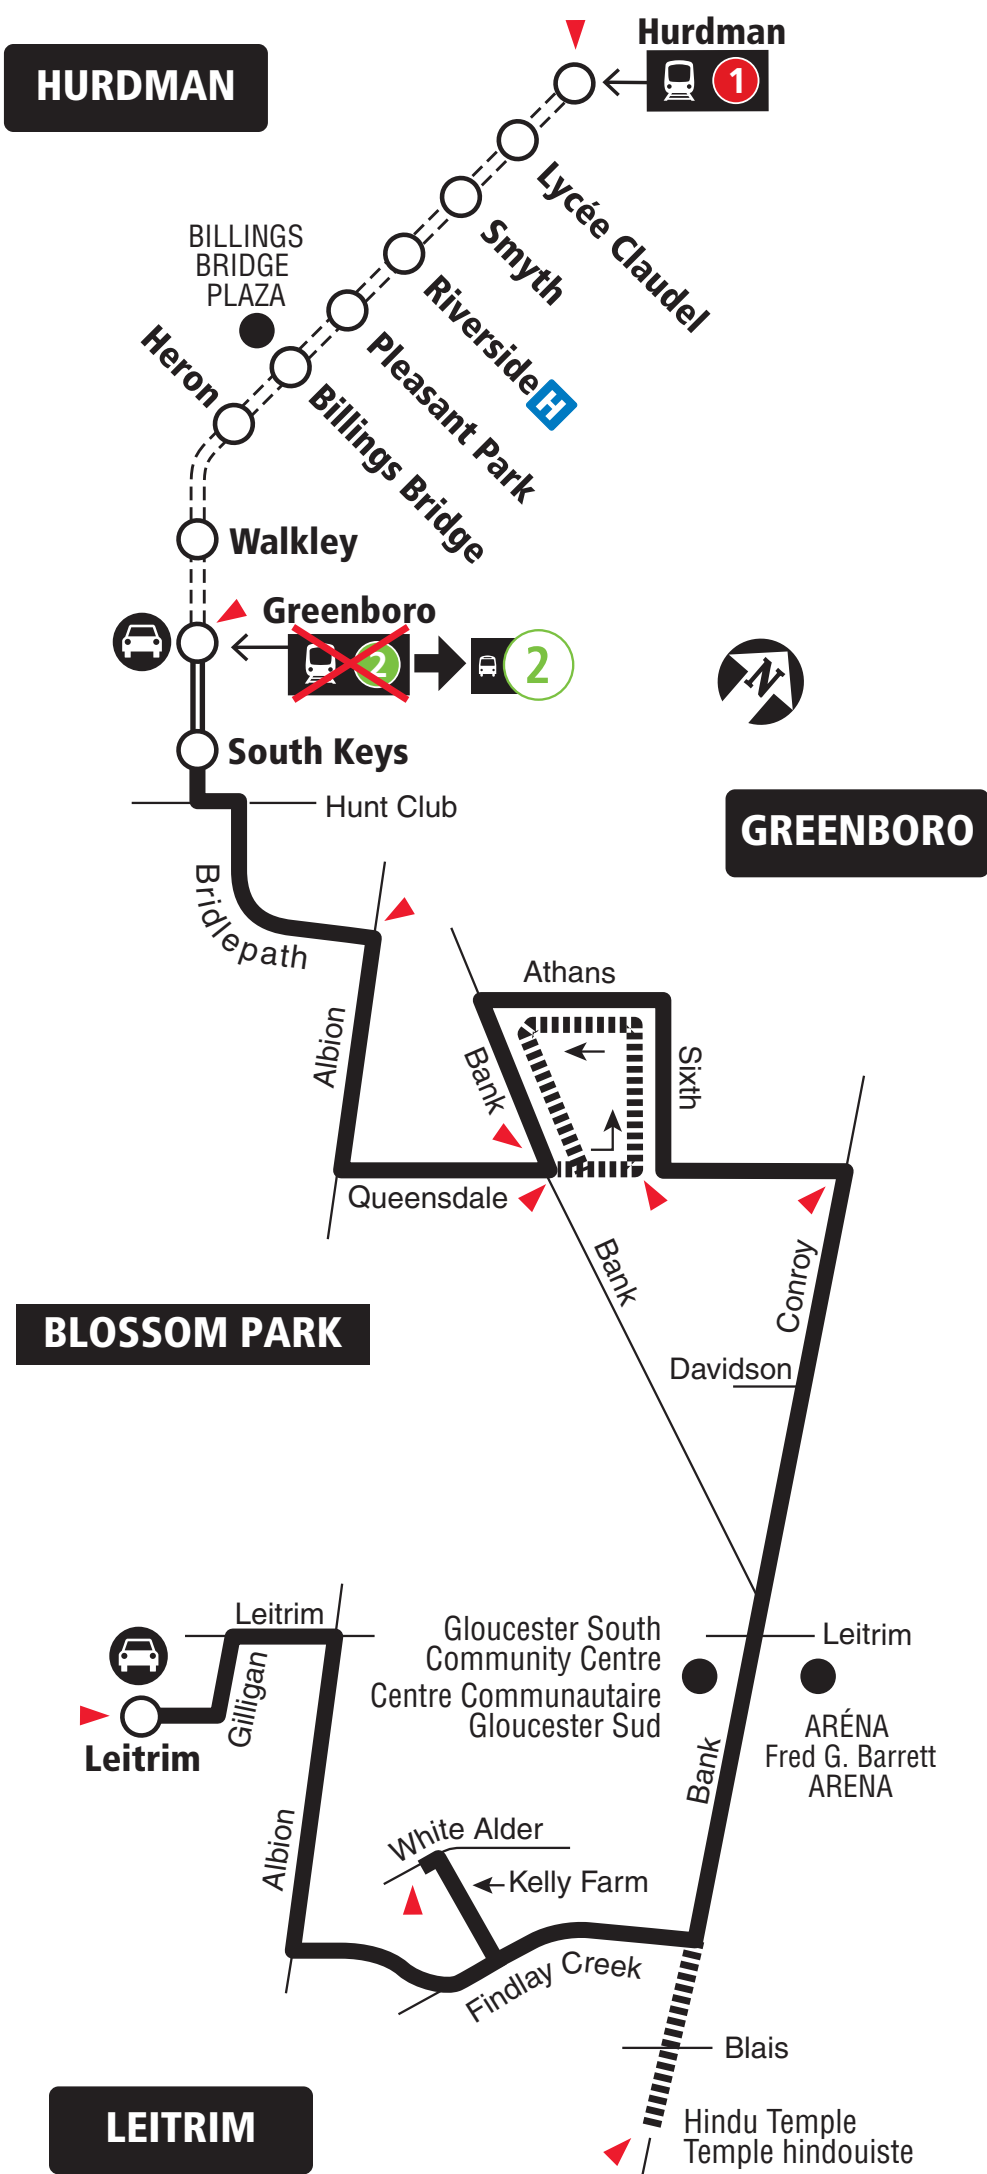 Hurdman
HURDMAN
1
Lycée Claudel
Smyth
BILLINGS
BRIDGE
PLAZA
Riverside H
Heron
Pleasant Park
Billings Bridge
Walkley
Greenboro
2
2
N
South Keys
Hunt Club
GREENBORO
Bridlepath
Athans
Albion
Bank
Sixth
Queensdale
Bank
Conroy
BLOSSOM PARK
Davidson
Leitrim
Gloucester South
Community Centre
Centre Communautaire
Gloucester Sud
Leitrim
Gilligan
Leitrim
ARÉNA
Fred G. Barrett
ARENA
Bank
Albion
White Alder
Kelly Farm
Findlay Creek
Blais
LEITRIM
Hindu Temple
Temple hindouiste